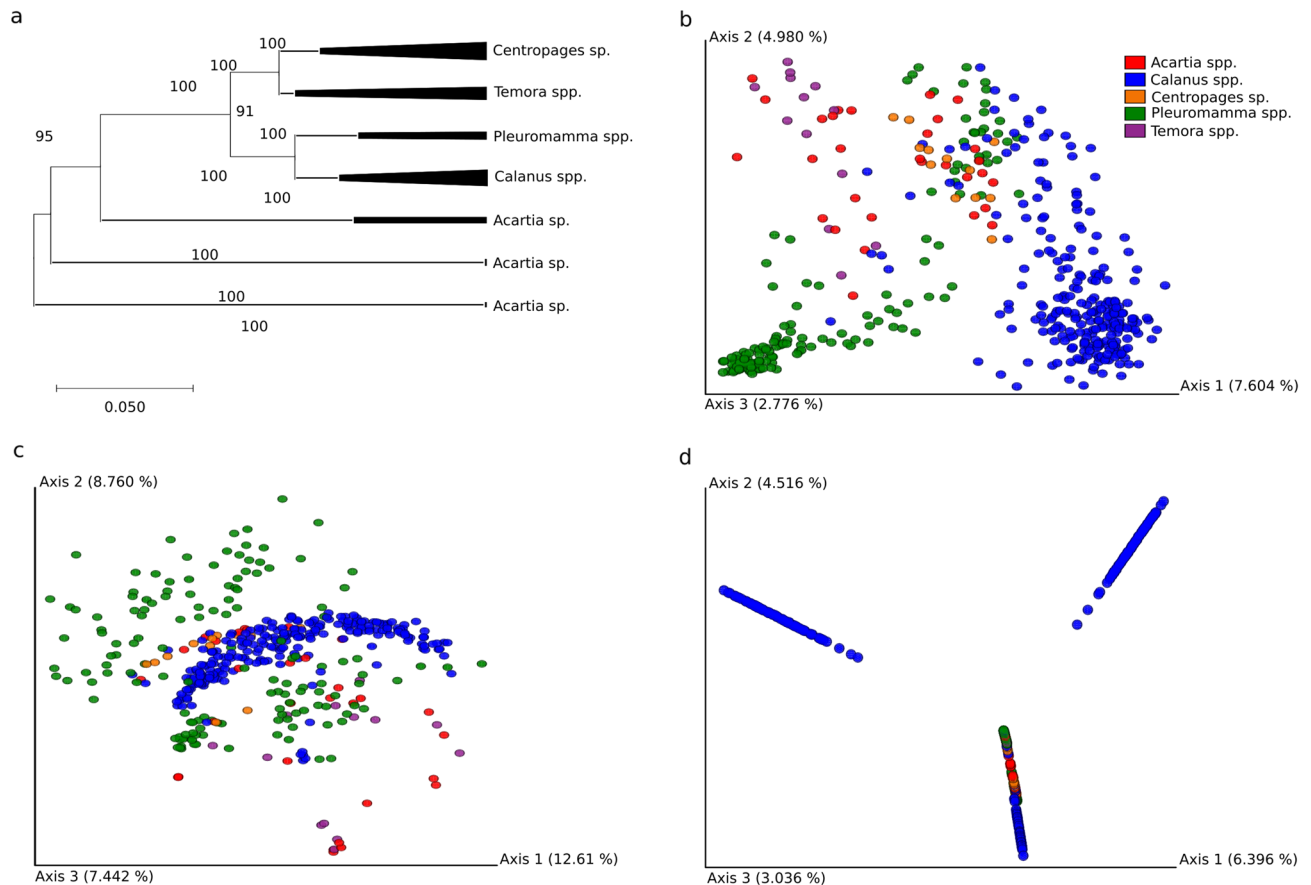 a
100
Centropages sp.
100
100
Temora spp.
91
95
100
Pleuromamma spp.
100
Calanus spp.
100
Acartia sp.
100
Acartia sp.
100
Acartia sp.
100
0.050
b
Axis 2 (4.980 %)
Acartia spp.
Calanus spp.
Centropages sp.
Pleuromamma spp.
Temora spp.
Axis 1 (7.604 %)
Axis 3 (2.776 %)
c
Axis 2 (8.760 %)
Axis 1 (12.61 %)
Axis 3 (7.442 %)
d
Axis 2 (4.516 %)
Axis 1 (6.396 %)
Axis 3 (3.036 %)